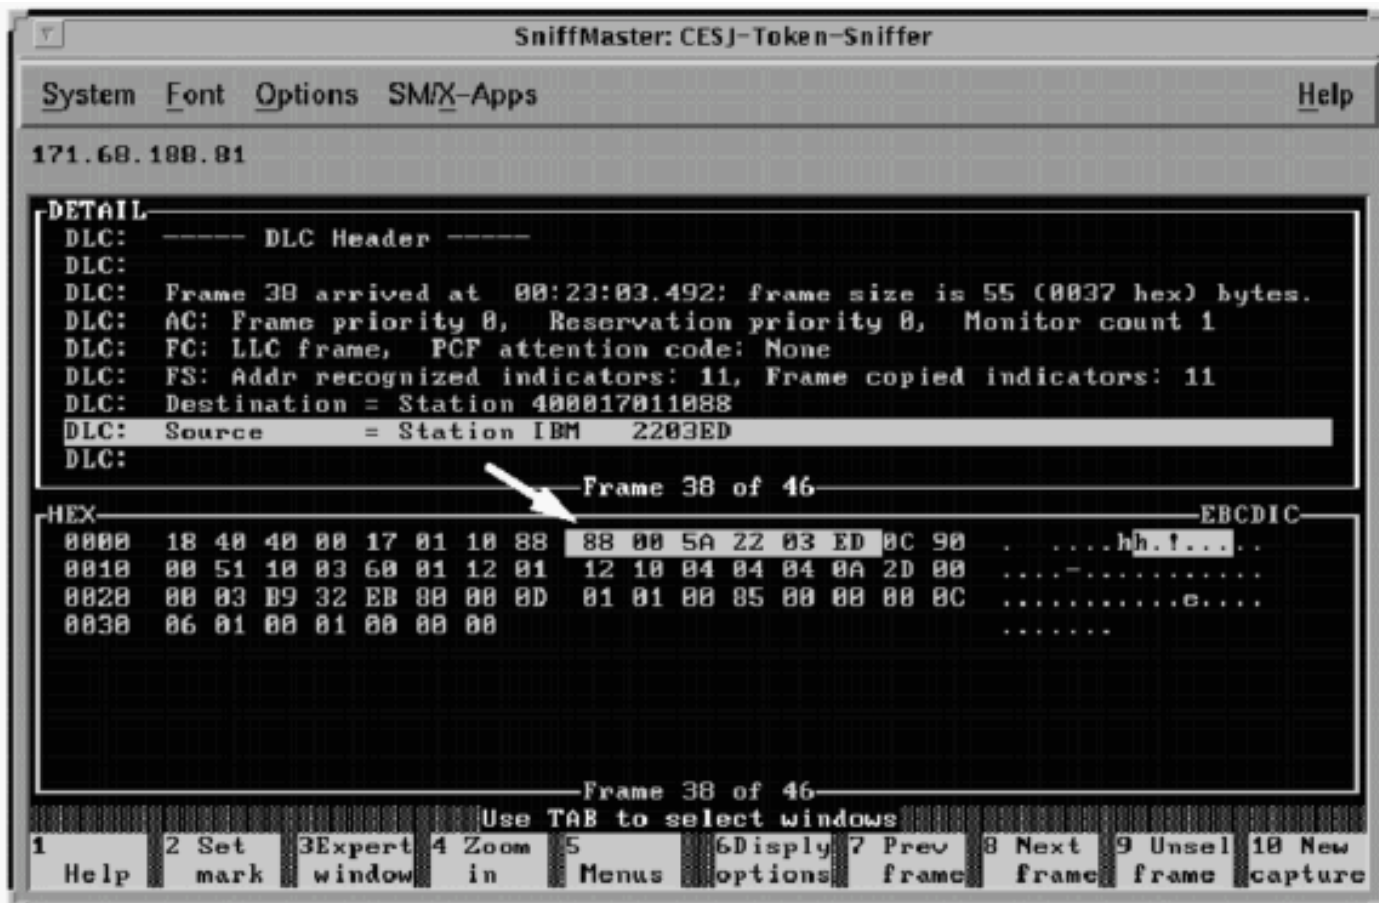 SniffMaster: CESJ-Token-Sniffer
System Font Options SM/X-Apps Help
171.68.188.81
DETAIL
DLC: ----- DLC Header -----
DLC:
DLC: Frame 38 arrived at 00:23:03.492; frame size is 55 (0037 hex) bytes.
DLC: AC: Frame priority 0, Reservation priority 0, Monitor count 1
DLC: FC: LLC frame, PCF attention code: None
DLC: FS: Addr recognized indicators: 11, Frame copied indicators: 11
DLC: Destination = Station 400017011088
DLC: Source = Station IBM 2203ED
DLC:
Frame 38 of 46
HEX EBCDIC
0000 18 40 40 00 17 01 10 88 88 00 5A 22 03 ED 0C 90 . ....hh.!.....
0010 00 51 10 03 60 01 12 01 12 10 04 04 04 0A 2D 00 ....-...........
0020 00 03 B9 32 EB 80 00 0D 01 01 00 85 00 00 00 0C ...........e....
0030 06 01 00 01 00 00 00 .......
Frame 38 of 46
Use TAB to select windows
1 Help 2 Set mark 3Expert window 4 Zoom in 5 Menus 6Disply options 7 Prev frame 8 Next frame 9 Unsel frame 10 New capture